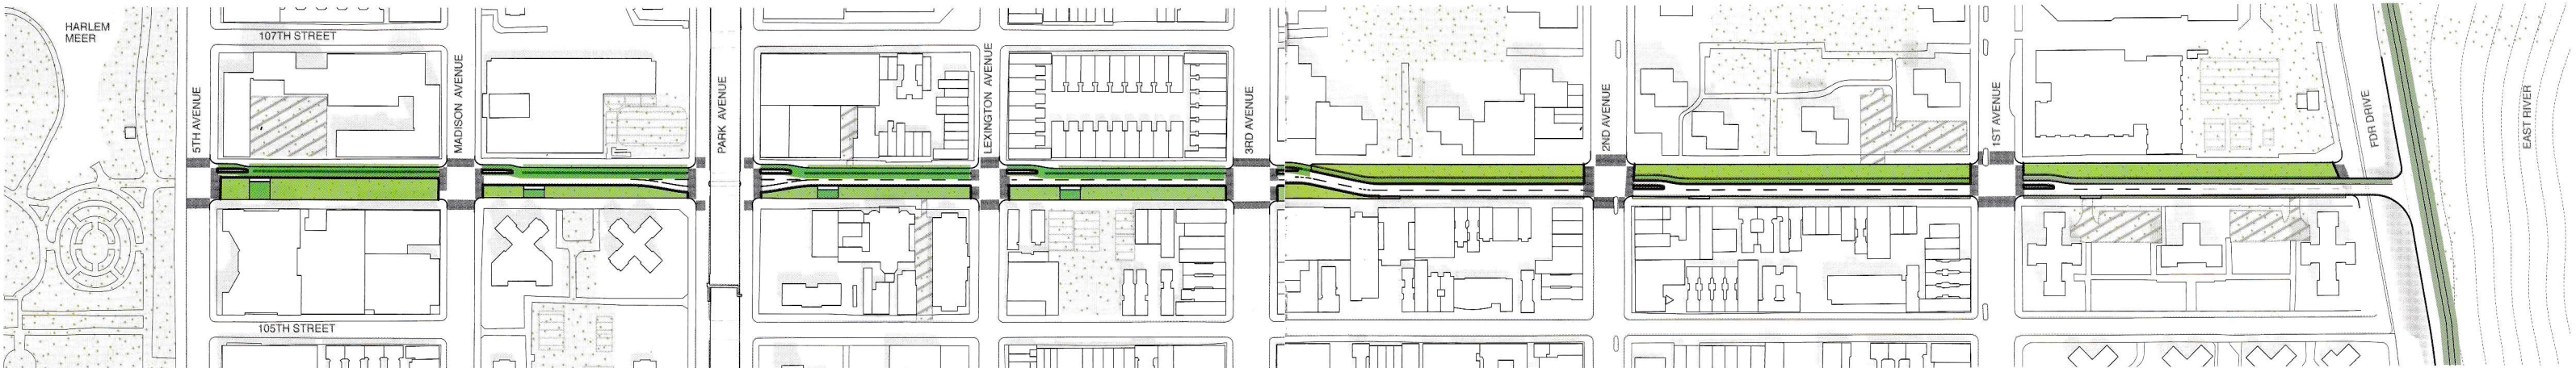 HARLEM
MEER
107TH STREET
5TH AVENUE
MADISON AVENUE
PARK AVENUE
LEXINGTON AVENUE
3RD AVENUE
2ND AVENUE
1ST AVENUE
FDR DRIVE
EAST RIVER
105TH STREET